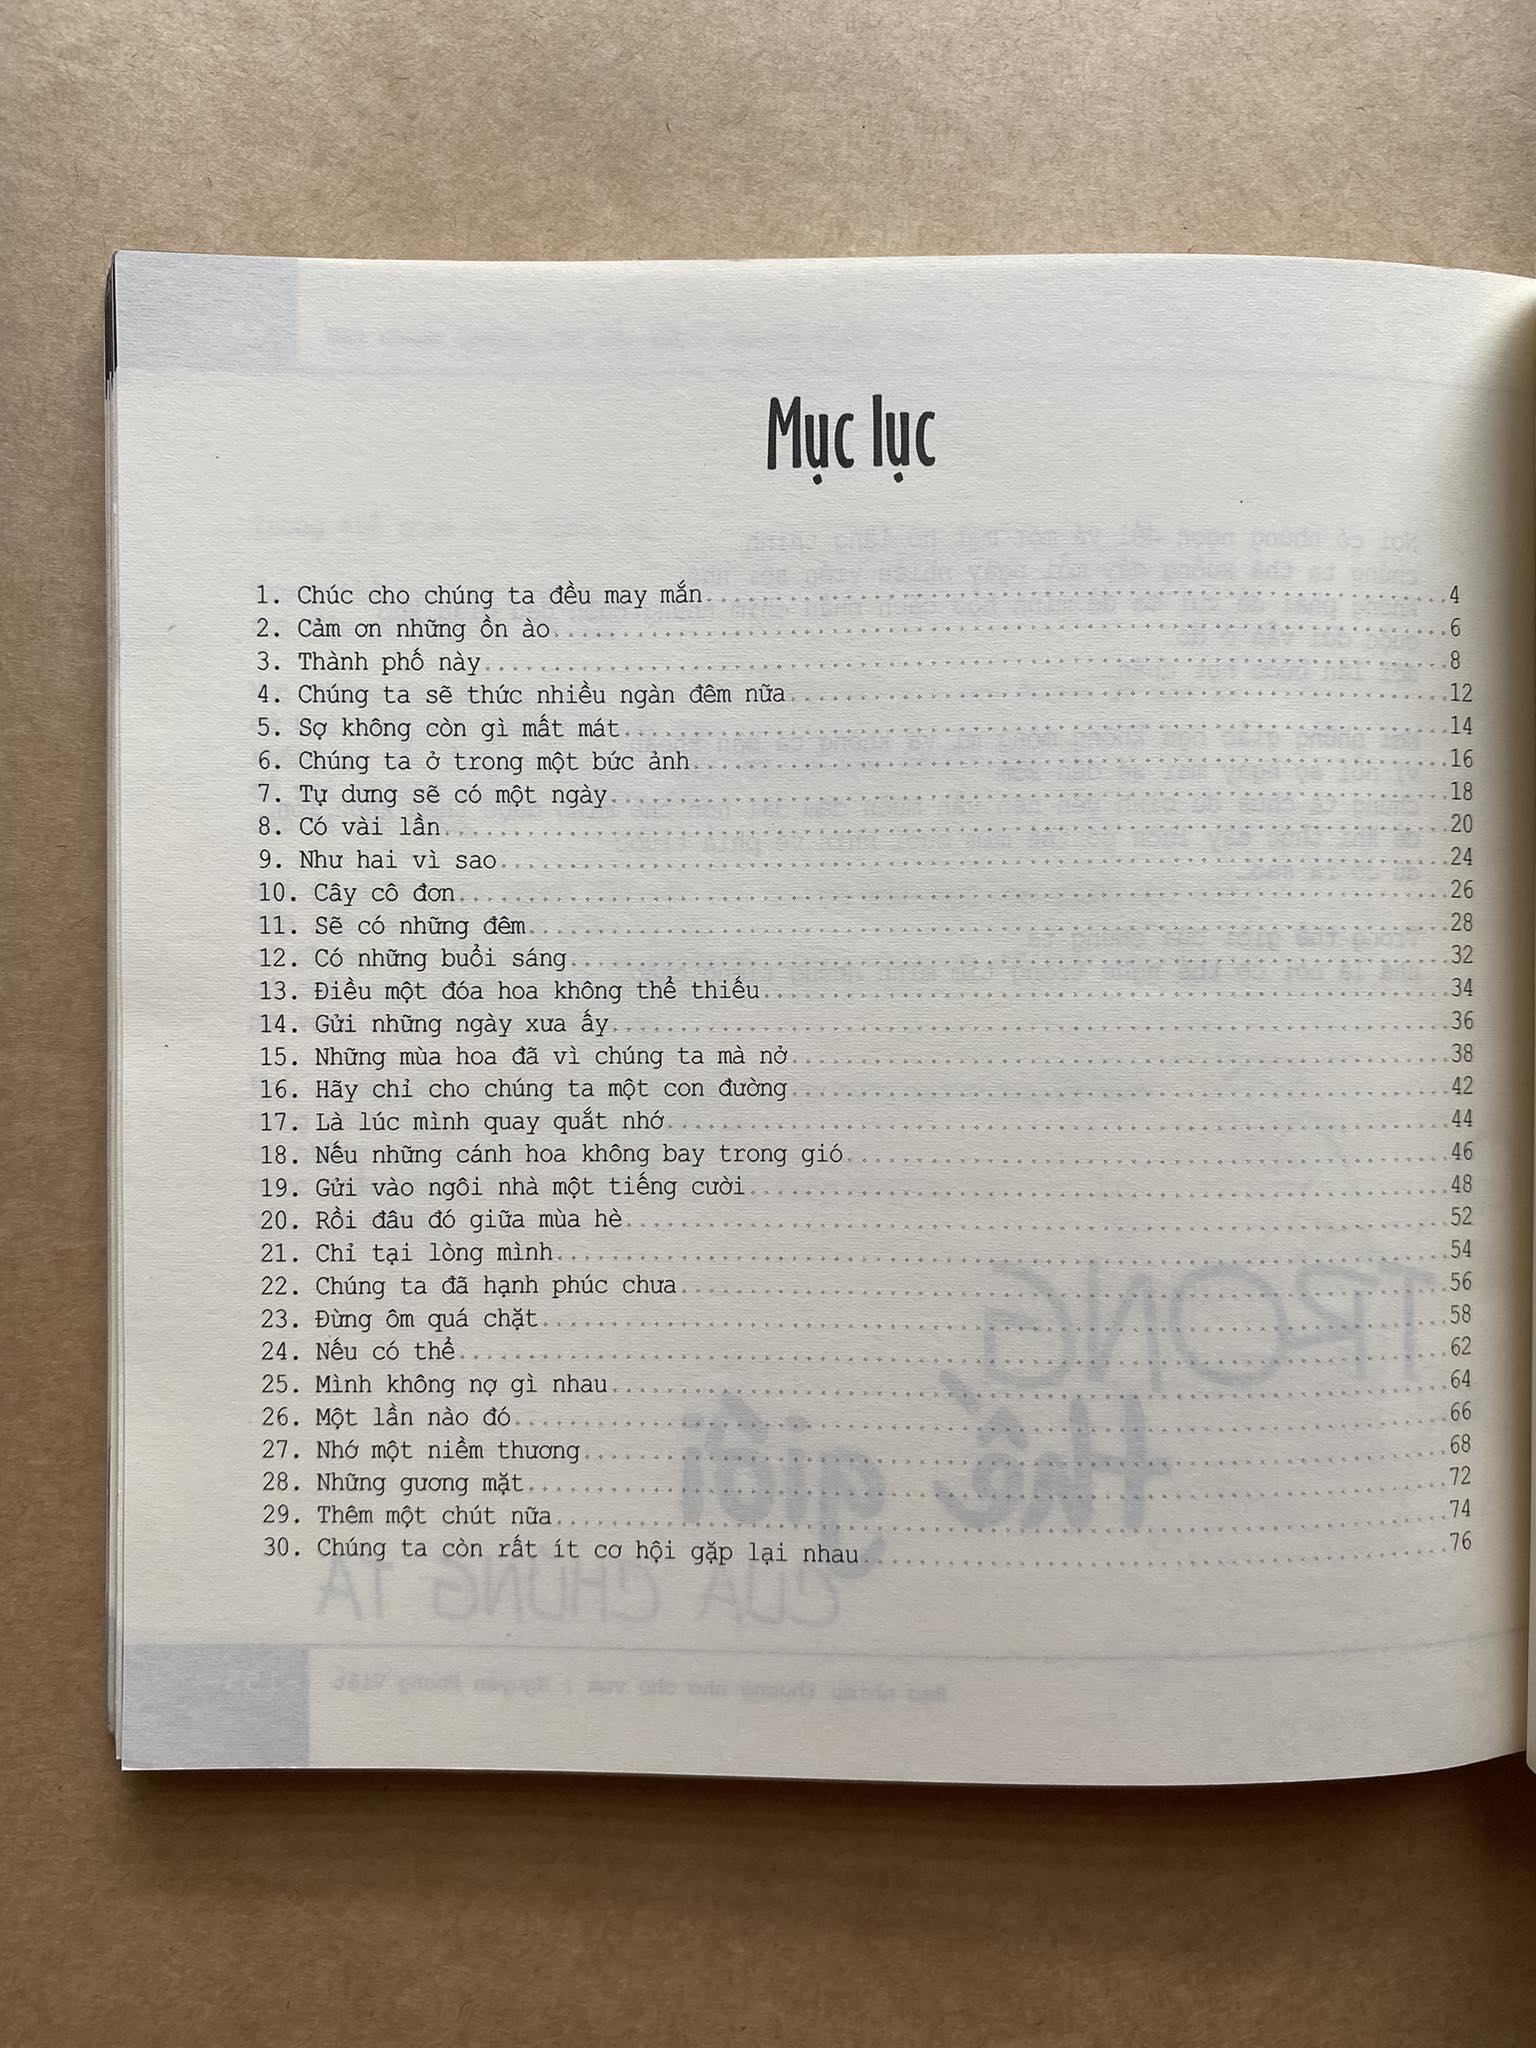 Mục lục
1. Chúc cho chúng ta đều may mắn........4
2. Cảm ơn những ồn ào........6
3. Thành phố này........8
4. Chúng ta sẽ thức nhiều ngàn đêm nữa........12
5. Sợ không còn gì mất mát........14
6. Chúng ta ở trong một bức ảnh........16
7. Tự dưng sẽ có một ngày........18
8. Có vài lần........20
9. Như hai vì sao........24
10. Cây cô đơn........26
11. Sẽ có những đêm........28
12. Có những buổi sáng........32
13. Điều một đóa hoa không thể thiếu........34
14. Gửi những ngày xưa ấy........36
15. Những mùa hoa đã vì chúng ta mà nở........38
16. Hãy chỉ cho chúng ta một con đường........42
17. Là lúc mình quay quắt nhớ........44
18. Nếu những cánh hoa không bay trong gió........46
19. Gửi vào ngôi nhà một tiếng cười........48
20. Rồi đâu đó giữa mùa hè........52
21. Chỉ tại lòng mình........54
22. Chúng ta đã hạnh phúc chưa........56
23. Đừng ôm quá chặt........58
24. Nếu có thể........62
25. Mình không nợ gì nhau........64
26. Một lần nào đó........66
27. Nhớ một niềm thương........68
28. Những gương mặt........72
29. Thêm một chút nữa........74
30. Chúng ta còn rất ít cơ hội gặp lại nhau........76
TRONG
thế giới
CỦA CHÚNG TA